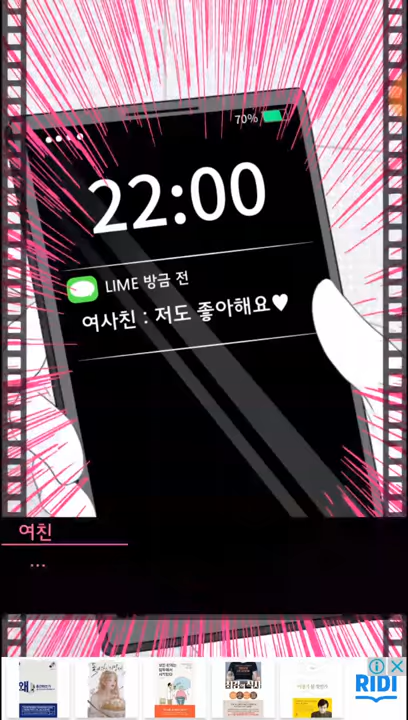 70%
22:00
LIME 방금 전
여사친 : 저도 좋아해요♥
여친
...
왜
RIDI